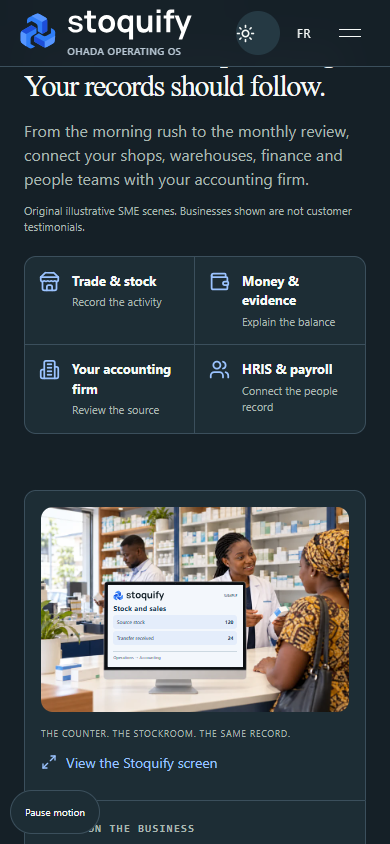 stoquify
OHADA OPERATING OS
FR
Your records should follow.
From the morning rush to the monthly review,
connect your shops, warehouses, finance and
people teams with your accounting firm.
Original illustrative SME scenes. Businesses shown are not customer
testimonials.
Trade & stock
Record the activity
Money &
evidence
Explain the balance
Your accounting
firm
Review the source
HRIS & payroll
Connect the people
record
stoquify
Stock and sales
Source stock
120
Transfer received
24
Operations → Accounting
THE COUNTER. THE STOCKROOM. THE SAME RECORD.
View the Stoquify screen
Pause motion
ON THE BUSINESS